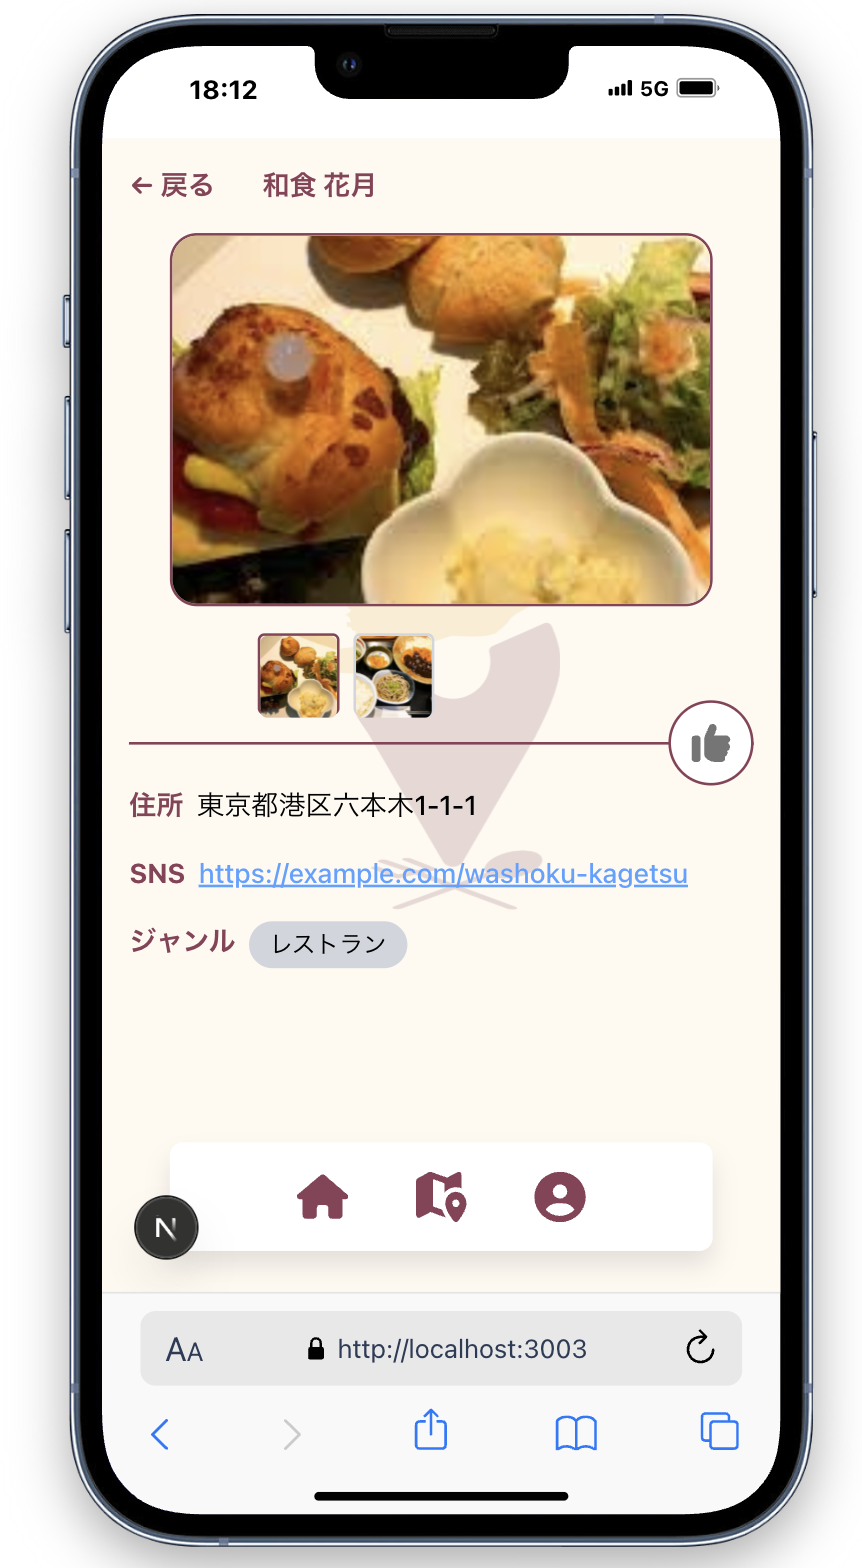 18:12 5G
← 戻る 和食 花月
住所 東京都港区六本木1-1-1
SNS https://example.com/washoku-kagetsu
ジャンル レストラン
N
AA http://localhost:3003